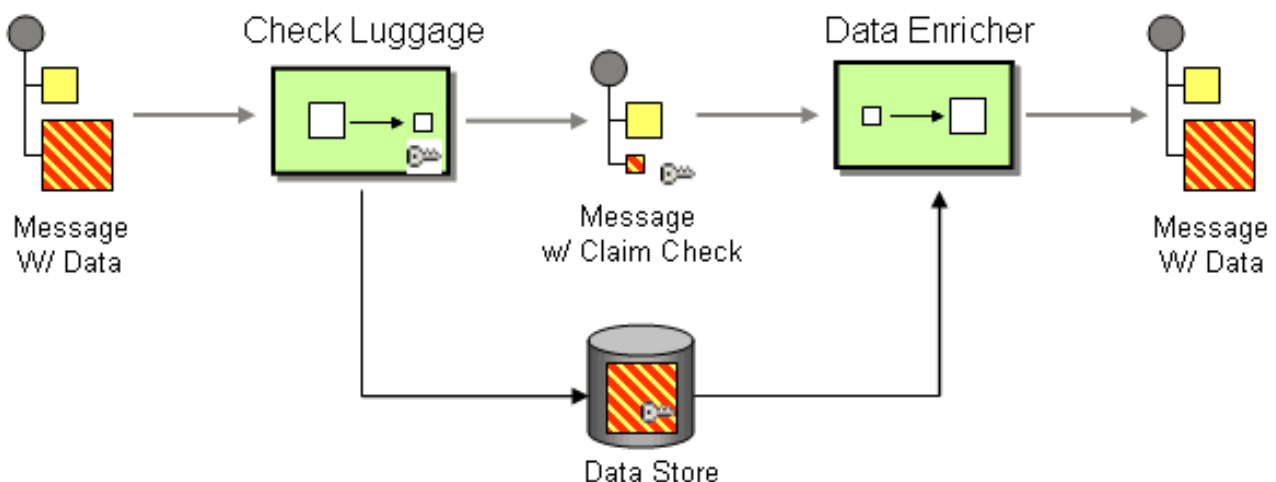 Check Luggage
Data Enricher
Message
W/ Data
Message
w/ Claim Check
Message
W/ Data
Data Store